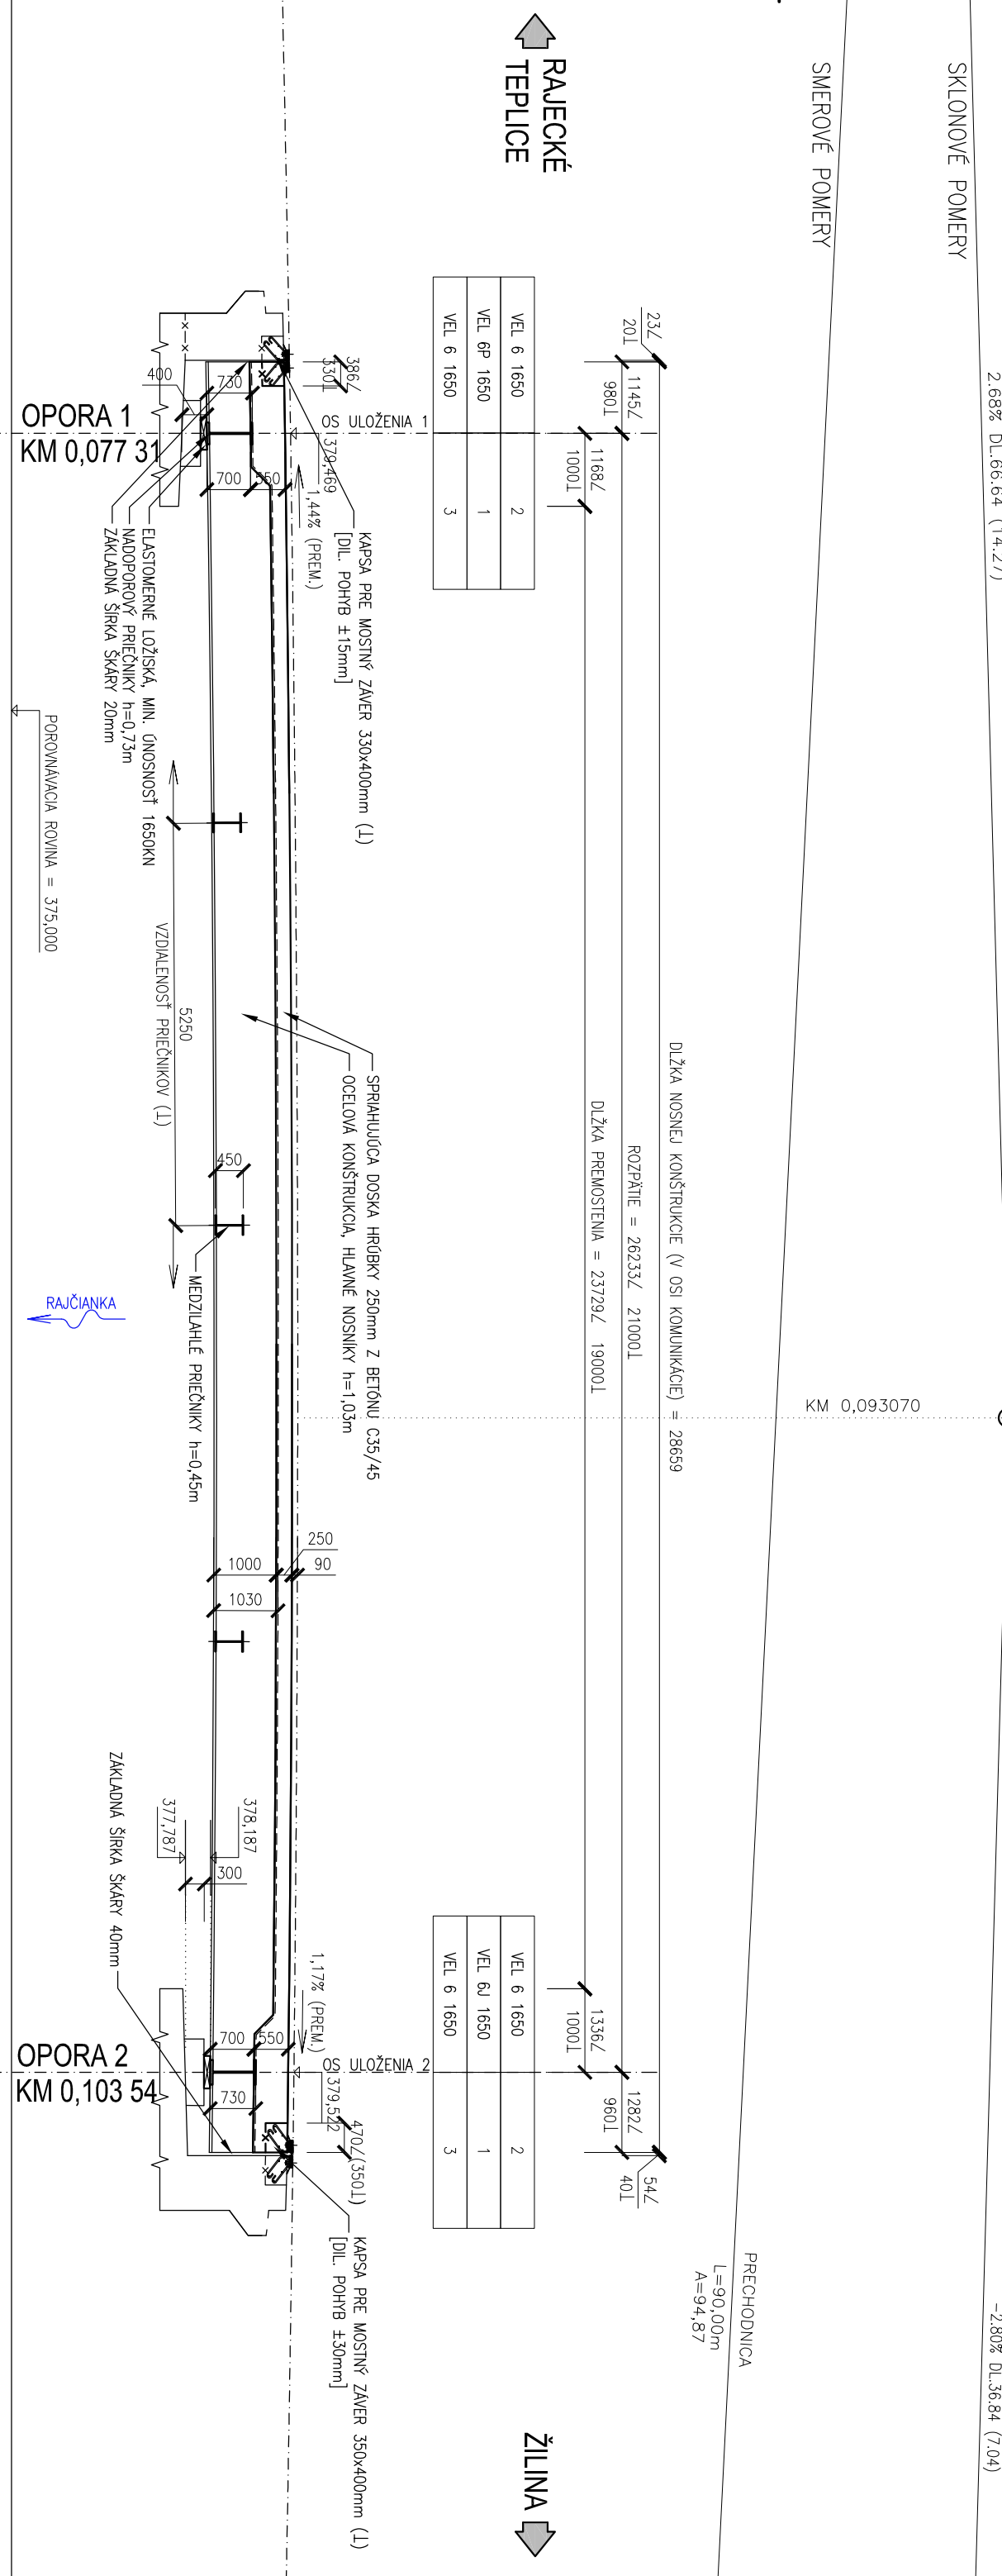 RAJECKÉ
TEPLICE
SKLONOVÉ POMERY
SMEROVÉ POMERY
2.68% DL.66.64 (14.27)
-2.80% DL.36.84 (7.04)
KM 0,093070
PRECHODNICA
L=90,00m
A=94,87
DLŽKA NOSNEJ KONŠTRUKCIE (V OSI KOMUNIKÁCIE) = 28659
ROZPÄTIE = 26233∠ 21000⊥
DLŽKA PREMOSTENIA = 23729∠ 19000⊥
23∠
20⊥
1145∠
980⊥
1168∠
1000⊥
1336∠
1000⊥
1282∠
960⊥
54∠
40⊥
VEL 6 1650 2
VEL 6P 1650 1
VEL 6 1650 3
VEL 6 1650 2
VEL 6J 1650 1
VEL 6 1650 3
ŽILINA
386∠
330⊥
OS ULOŽENIA 1
379,469
1,44% (PREM.)
KAPSA PRE MOSTNÝ ZÁVER 330x400mm (⊥)
[DIL. POHYB ±15mm]
400
730
700
550
OPORA 1
KM 0,077 31
ELASTOMERNÉ LOŽISKÁ, MIN. ÚNOSNOSŤ 1650KN
NADOPOROVÝ PRIEČNIKY h=0,73m
ZÁKLADNÁ ŠÍRKA ŠKÁRY 20mm
POROVNÁVACIA ROVINA = 375,000
5250
VZDIALENOSŤ PRIEČNIKOV (⊥)
SPRIAHUJÚCA DOSKA HRÚBKY 250mm Z BETÓNU C35/45
OCELOVÁ KONŠTRUKCIA, HLAVNÉ NOSNÍKY h=1,03m
450
MEDZILAHLÉ PRIEČNIKY h=0,45m
RAJČIANKA
250
1000
90
1030
ZÁKLADNÁ ŠÍRKA ŠKÁRY 40mm
378,187
377,787
300
1,17% (PREM.)
OS ULOŽENIA 2
379,522
700
550
730
470∠(350⊥)
OPORA 2
KM 0,103 54
KAPSA PRE MOSTNÝ ZÁVER 350x400mm (⊥)
[DIL. POHYB ±30mm]